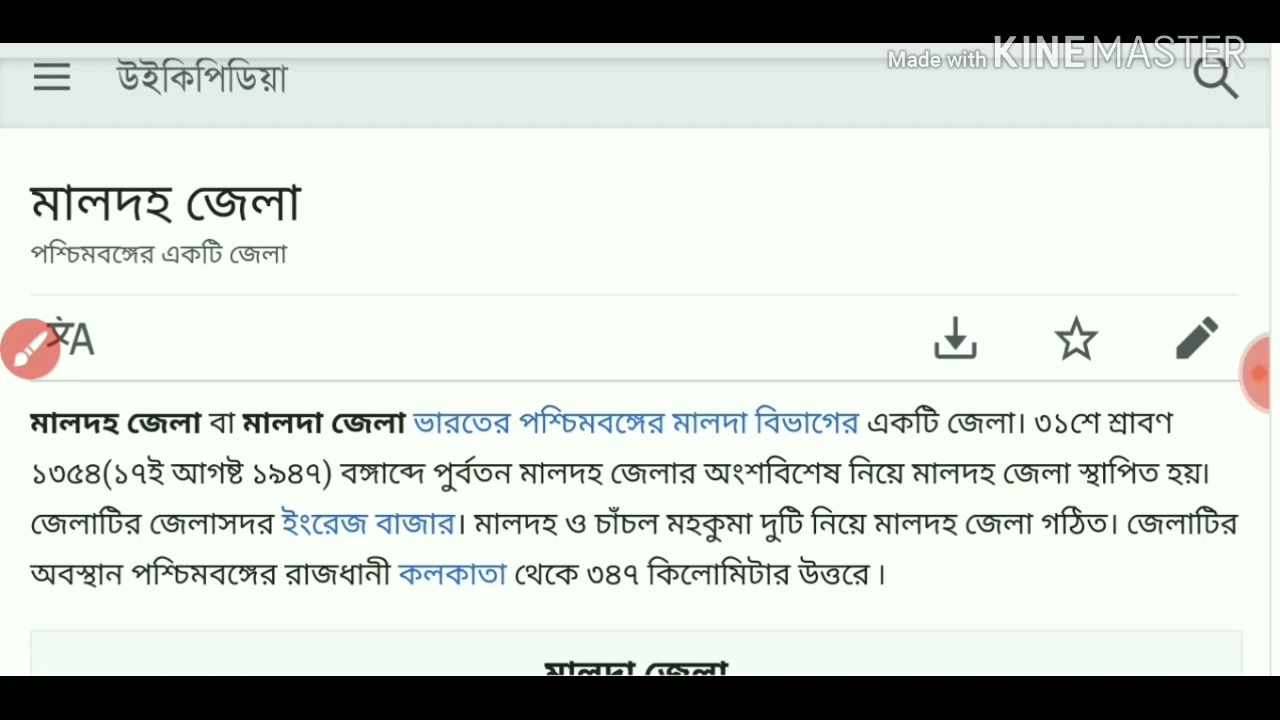 Made with KINEMASTER
উইকিপিডিয়া
মালদহ জেলা
পশ্চিমবঙ্গের একটি জেলা
মালদহ জেলা বা মালদা জেলা ভারতের পশ্চিমবঙ্গের মালদা বিভাগের একটি জেলা। ৩১শে শ্রাবণ
১৩৫৪(১৭ই আগষ্ট ১৯৪৭) বঙ্গাব্দে পুর্বতন মালদহ জেলার অংশবিশেষ নিয়ে মালদহ জেলা স্থাপিত হয়৷
জেলাটির জেলাসদর ইংরেজ বাজার। মালদহ ও চাঁচল মহকুমা দুটি নিয়ে মালদহ জেলা গঠিত। জেলাটির
অবস্থান পশ্চিমবঙ্গের রাজধানী কলকাতা থেকে ৩৪৭ কিলোমিটার উত্তরে ।
মালদা জেলা